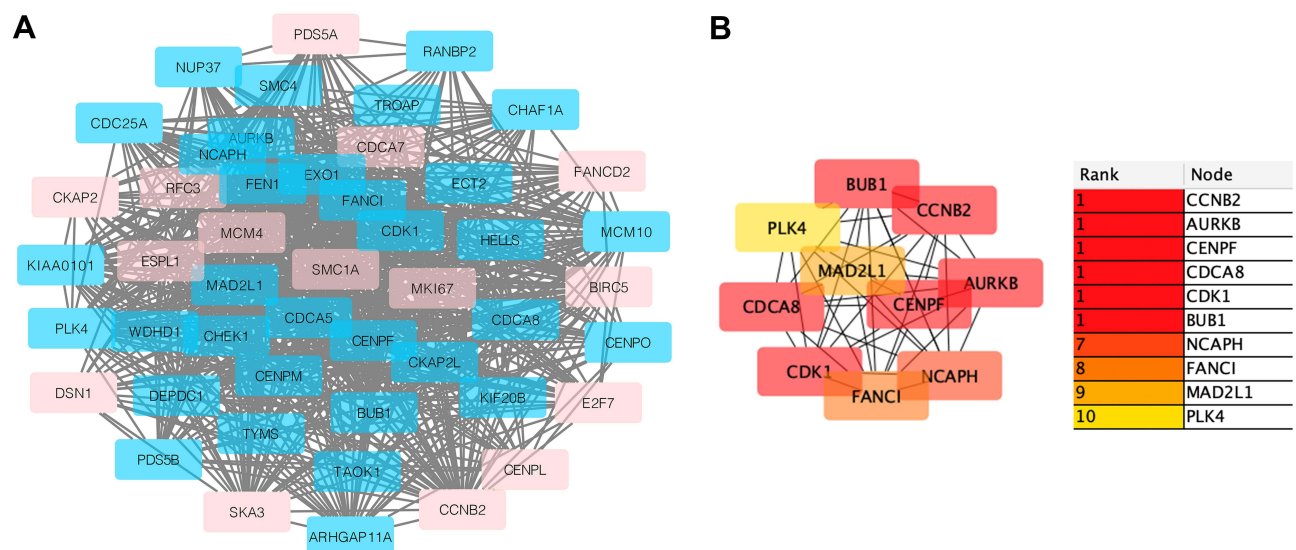 A
PDS5A
RANBP2
NUP37
SMC4
TROAP
CHAF1A
CDC25A
AURKB
NCAPH
CDCA7
FANCD2
EXO1
FEN1
ECT2
RFC3
CKAP2
FANCI
CDK1
MCM4
HELLS
MCM10
KIAA0101
ESPL1
SMC1A
MAD2L1
MKI67
BIRC5
CDCA5
CDCA8
PLK4
WDHD1
CHEK1
CENPF
CENPO
CKAP2L
CENPM
DSN1
DEPDC1
KIF20B
E2F7
BUB1
TYMS
PDS5B
TAOK1
CENPL
SKA3
CCNB2
ARHGAP11A
B
BUB1
CCNB2
PLK4
MAD2L1
AURKB
CDCA8
CENPF
CDK1
NCAPH
FANCI
Rank Node
1 CCNB2
1 AURKB
1 CENPF
1 CDCA8
1 CDK1
1 BUB1
7 NCAPH
8 FANCI
9 MAD2L1
10 PLK4